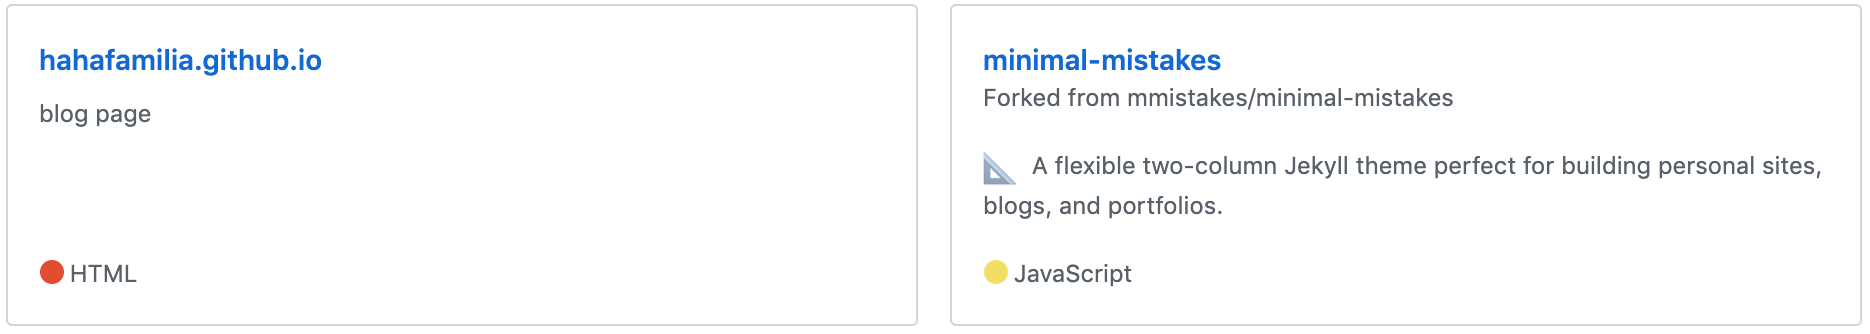 hahafamilia.github.io
blog page
HTML
minimal-mistakes
Forked from mmistakes/minimal-mistakes
A flexible two-column Jekyll theme perfect for building personal sites,
blogs, and portfolios.
JavaScript